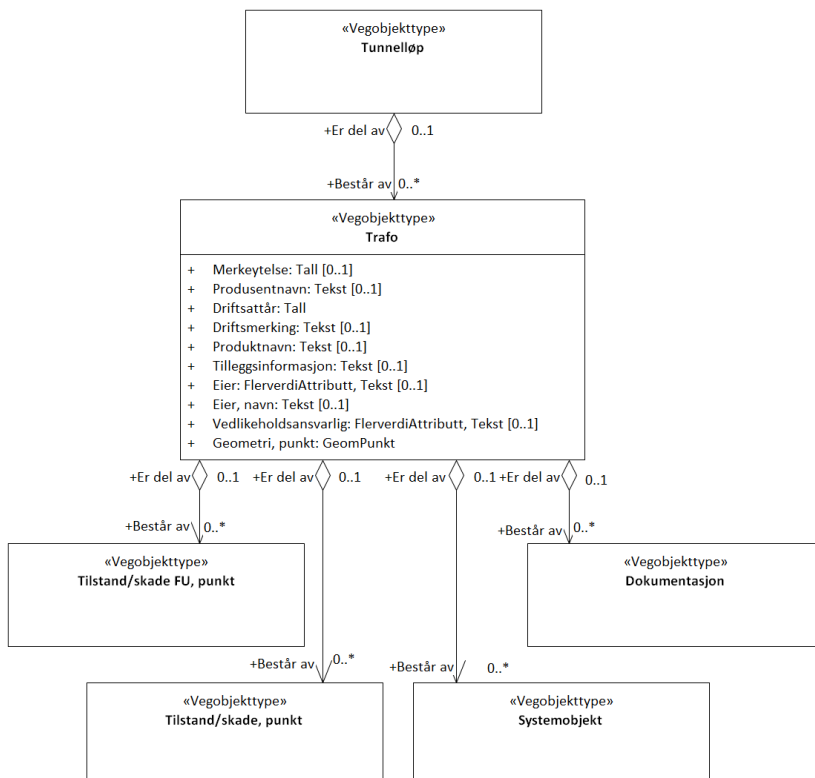 «Vegobjekttype»
Tunnelløp
+Er del av 0..1
+Består av 0..*
«Vegobjekttype»
Trafo
+ Merkeytelse: Tall [0..1]
+ Produsentnavn: Tekst [0..1]
+ Driftsattår: Tall
+ Driftsmerking: Tekst [0..1]
+ Produktnavn: Tekst [0..1]
+ Tilleggsinformasjon: Tekst [0..1]
+ Eier: FlerverdiAttributt, Tekst [0..1]
+ Eier, navn: Tekst [0..1]
+ Vedlikeholdsansvarlig: FlerverdiAttributt, Tekst [0..1]
+ Geometri, punkt: GeomPunkt
+Er del av 0..1 +Er del av 0..1 +Er del av 0..1 +Er del av 0..1
+Består av 0..* +Består av 0..*
«Vegobjekttype» «Vegobjekttype»
Tilstand/skade FU, punkt Dokumentasjon
+Består av 0..* +Består av 0..*
«Vegobjekttype» «Vegobjekttype»
Tilstand/skade, punkt Systemobjekt